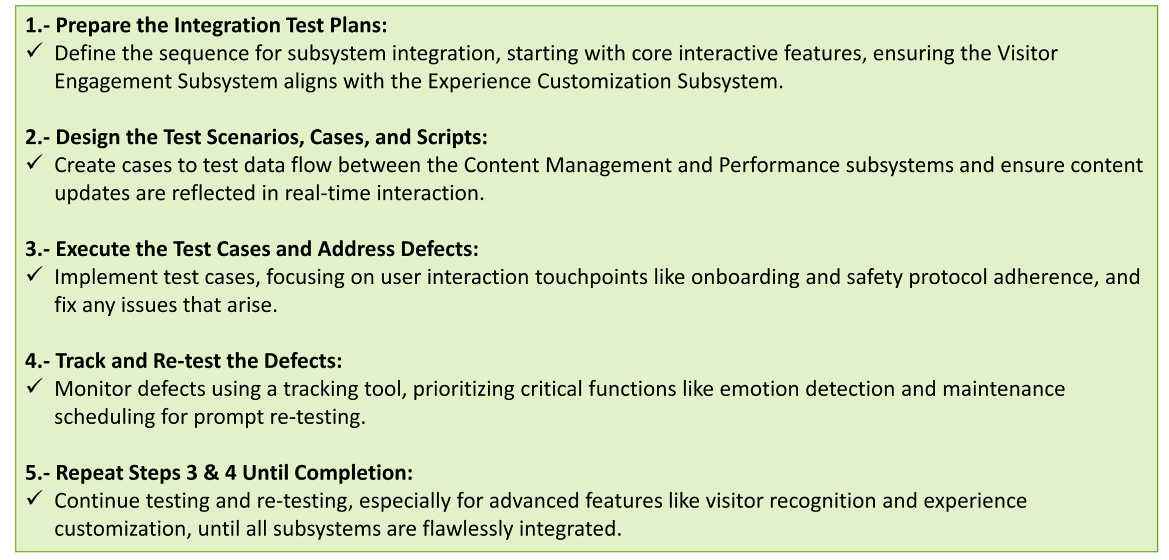 1.- Prepare the Integration Test Plans:
✓ Define the sequence for subsystem integration, starting with core interactive features, ensuring the Visitor
Engagement Subsystem aligns with the Experience Customization Subsystem.
2.- Design the Test Scenarios, Cases, and Scripts:
✓ Create cases to test data flow between the Content Management and Performance subsystems and ensure content
updates are reflected in real-time interaction.
3.- Execute the Test Cases and Address Defects:
✓ Implement test cases, focusing on user interaction touchpoints like onboarding and safety protocol adherence, and
fix any issues that arise.
4.- Track and Re-test the Defects:
✓ Monitor defects using a tracking tool, prioritizing critical functions like emotion detection and maintenance
scheduling for prompt re-testing.
5.- Repeat Steps 3 & 4 Until Completion:
✓ Continue testing and re-testing, especially for advanced features like visitor recognition and experience
customization, until all subsystems are flawlessly integrated.